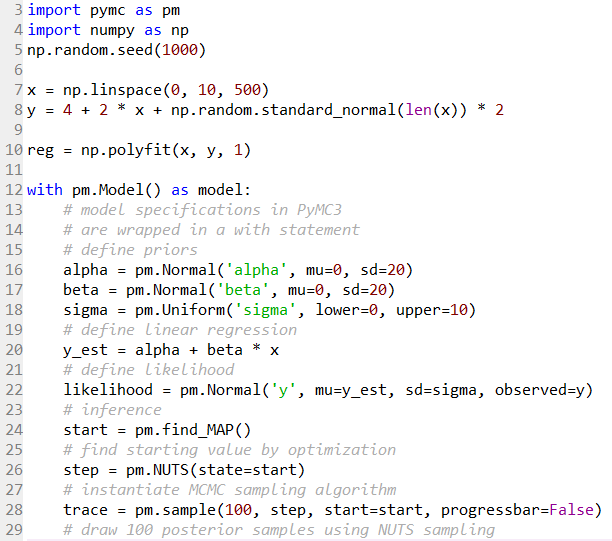 3 import pymc as pm
4 import numpy as np
5 np.random.seed(1000)
6
7 x = np.linspace(0, 10, 500)
8 y = 4 + 2 * x + np.random.standard_normal(len(x)) * 2
9
10 reg = np.polyfit(x, y, 1)
11
12 with pm.Model() as model:
13     # model specifications in PyMC3
14     # are wrapped in a with statement
15     # define priors
16     alpha = pm.Normal('alpha', mu=0, sd=20)
17     beta = pm.Normal('beta', mu=0, sd=20)
18     sigma = pm.Uniform('sigma', lower=0, upper=10)
19     # define linear regression
20     y_est = alpha + beta * x
21     # define likelihood
22     likelihood = pm.Normal('y', mu=y_est, sd=sigma, observed=y)
23     # inference
24     start = pm.find_MAP()
25     # find starting value by optimization
26     step = pm.NUTS(state=start)
27     # instantiate MCMC sampling algorithm
28     trace = pm.sample(100, step, start=start, progressbar=False)
29     # draw 100 posterior samples using NUTS sampling